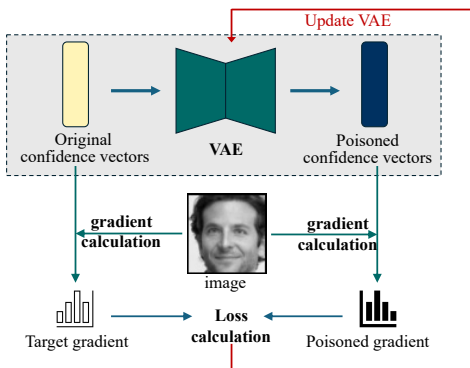 Update VAE
Original
confidence vectors
VAE
Poisoned
confidence vectors
gradient
calculation
gradient
calculation
image
Target gradient
Loss
calculation
Poisoned gradient